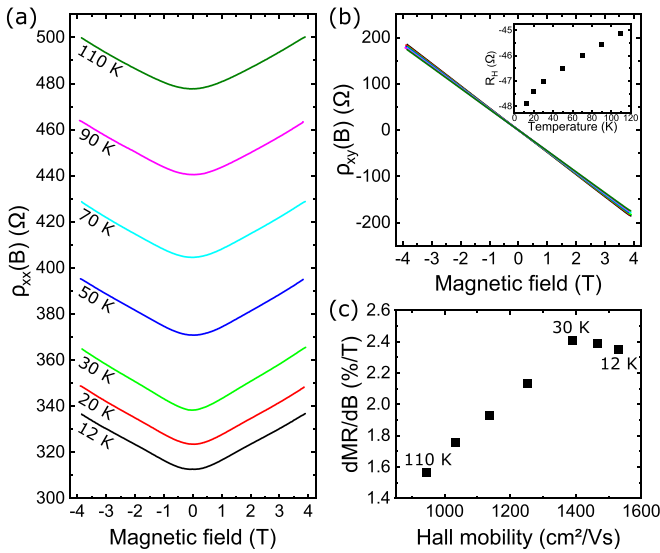 (a)
500
480
460
440
420
400
380
360
340
320
300
ρxx(B) (Ω)
110 K
90 K
70 K
50 K
30 K
20 K
12 K
-4 -3 -2 -1 0 1 2 3 4
Magnetic field (T)
(b)
200
100
0
-100
-200
ρxy(B) (Ω)
-4 -3 -2 -1 0 1 2 3 4
Magnetic field (T)
-45
-46
-47
-48
RH (Ω)
0 20 40 60 80 100 120
Temperature (K)
(c)
2.8
2.6
2.4
2.2
2.0
1.8
1.6
1.4
dMR/dB (%/T)
30 K
12 K
110 K
1000 1200 1400 1600
Hall mobility (cm²/Vs)